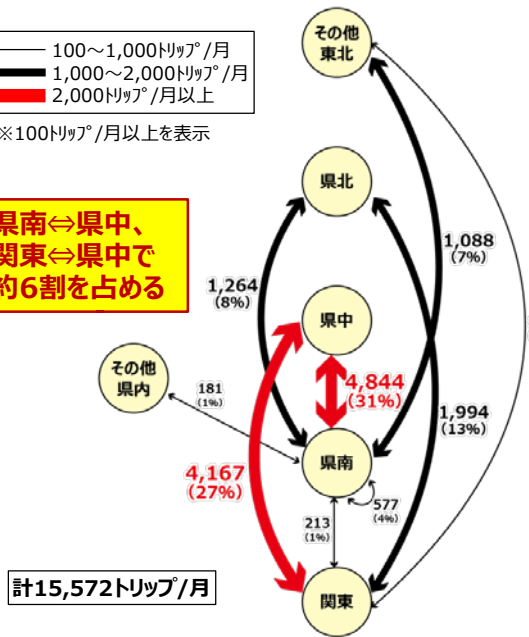 100～1,000ﾄﾘｯﾌﾟ/月
1,000～2,000ﾄﾘｯﾌﾟ/月
2,000ﾄﾘｯﾌﾟ/月以上
※100ﾄﾘｯﾌﾟ/月以上を表示
県南⇔県中、
関東⇔県中で
約6割を占める
その他
東北
県北
1,088
(7%)
1,264
(8%)
県中
その他
県内
181
(1%)
4,844
(31%)
1,994
(13%)
県南
4,167
(27%)
577
(4%)
213
(1%)
関東
計15,572トリップ/月